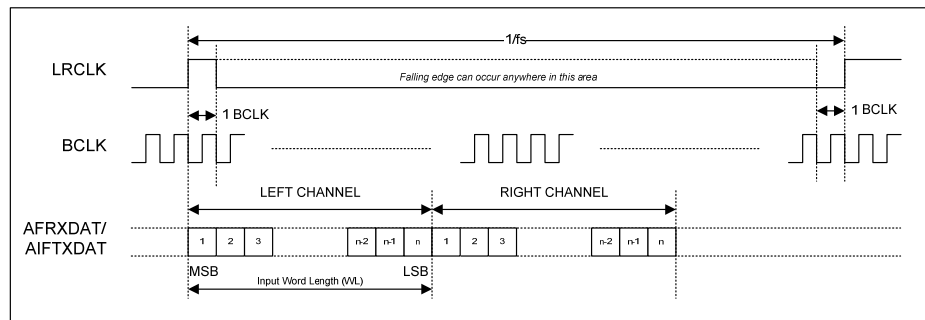 1/fs
LRCLK
Falling edge can occur anywhere in this area
1 BCLK
1 BCLK
BCLK
LEFT CHANNEL
RIGHT CHANNEL
AFRXDAT/
AIFTXDAT
1 2 3 n-2 n-1 n 1 2 3 n-2 n-1 n
MSB LSB
Input Word Length (WL)